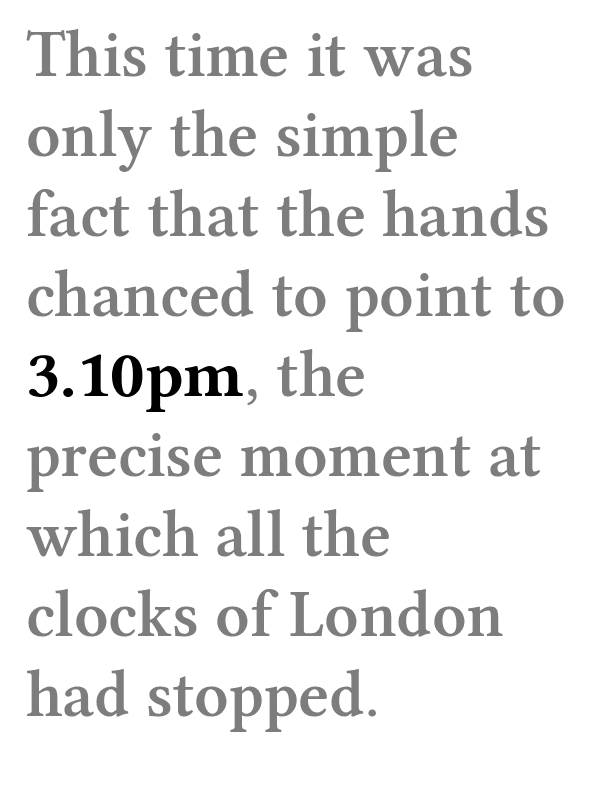 This time it was
only the simple
fact that the hands
chanced to point to
3.10pm, the
precise moment at
which all the
clocks of London
had stopped.